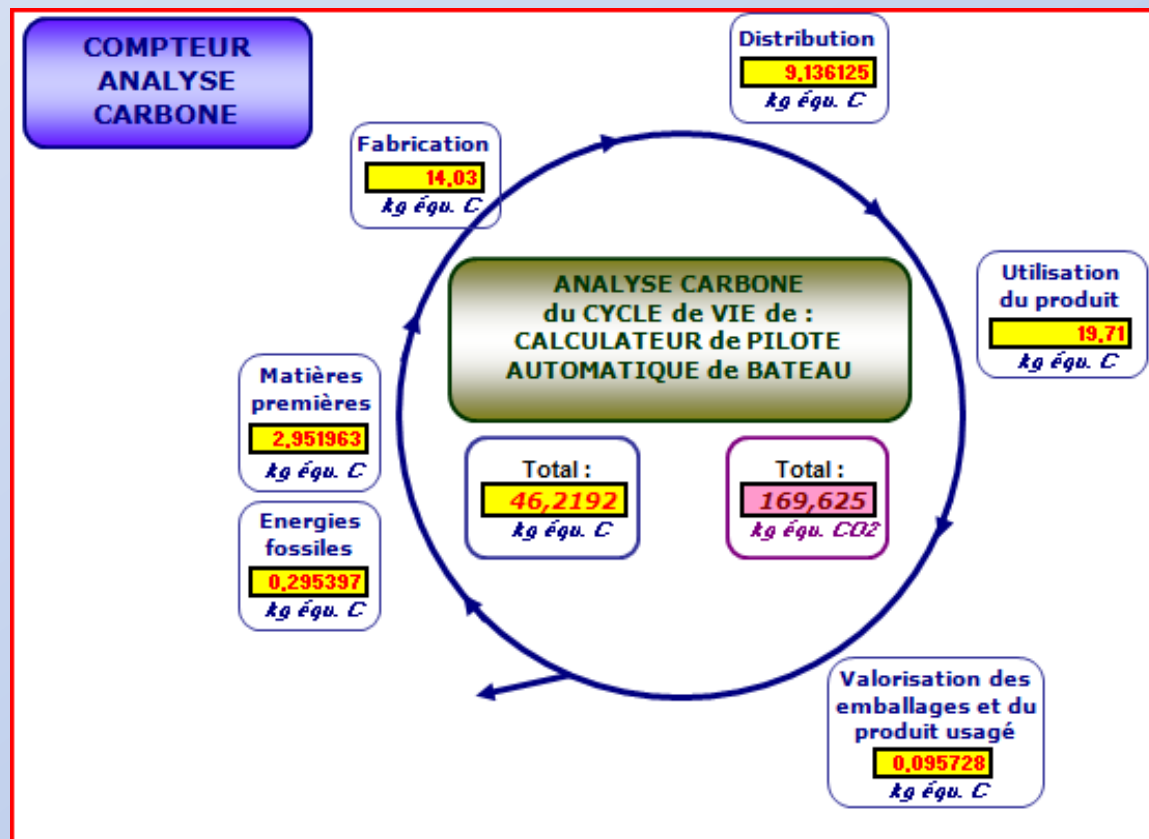 COMPTEUR
ANALYSE
CARBONE
Distribution
9,136125
kg équ. C
Fabrication
14,03
kg équ. C
Utilisation
du produit
19,71
kg équ. C
ANALYSE CARBONE
du CYCLE de VIE de :
CALCULATEUR de PILOTE
AUTOMATIQUE de BATEAU
Matières
premières
2,951963
kg équ. C
Total :
46,2192
kg équ. C
Total :
169,625
kg équ. CO2
Energies
fossiles
0,295397
kg équ. C
Valorisation des
emballages et du
produit usagé
0,095728
kg équ. C